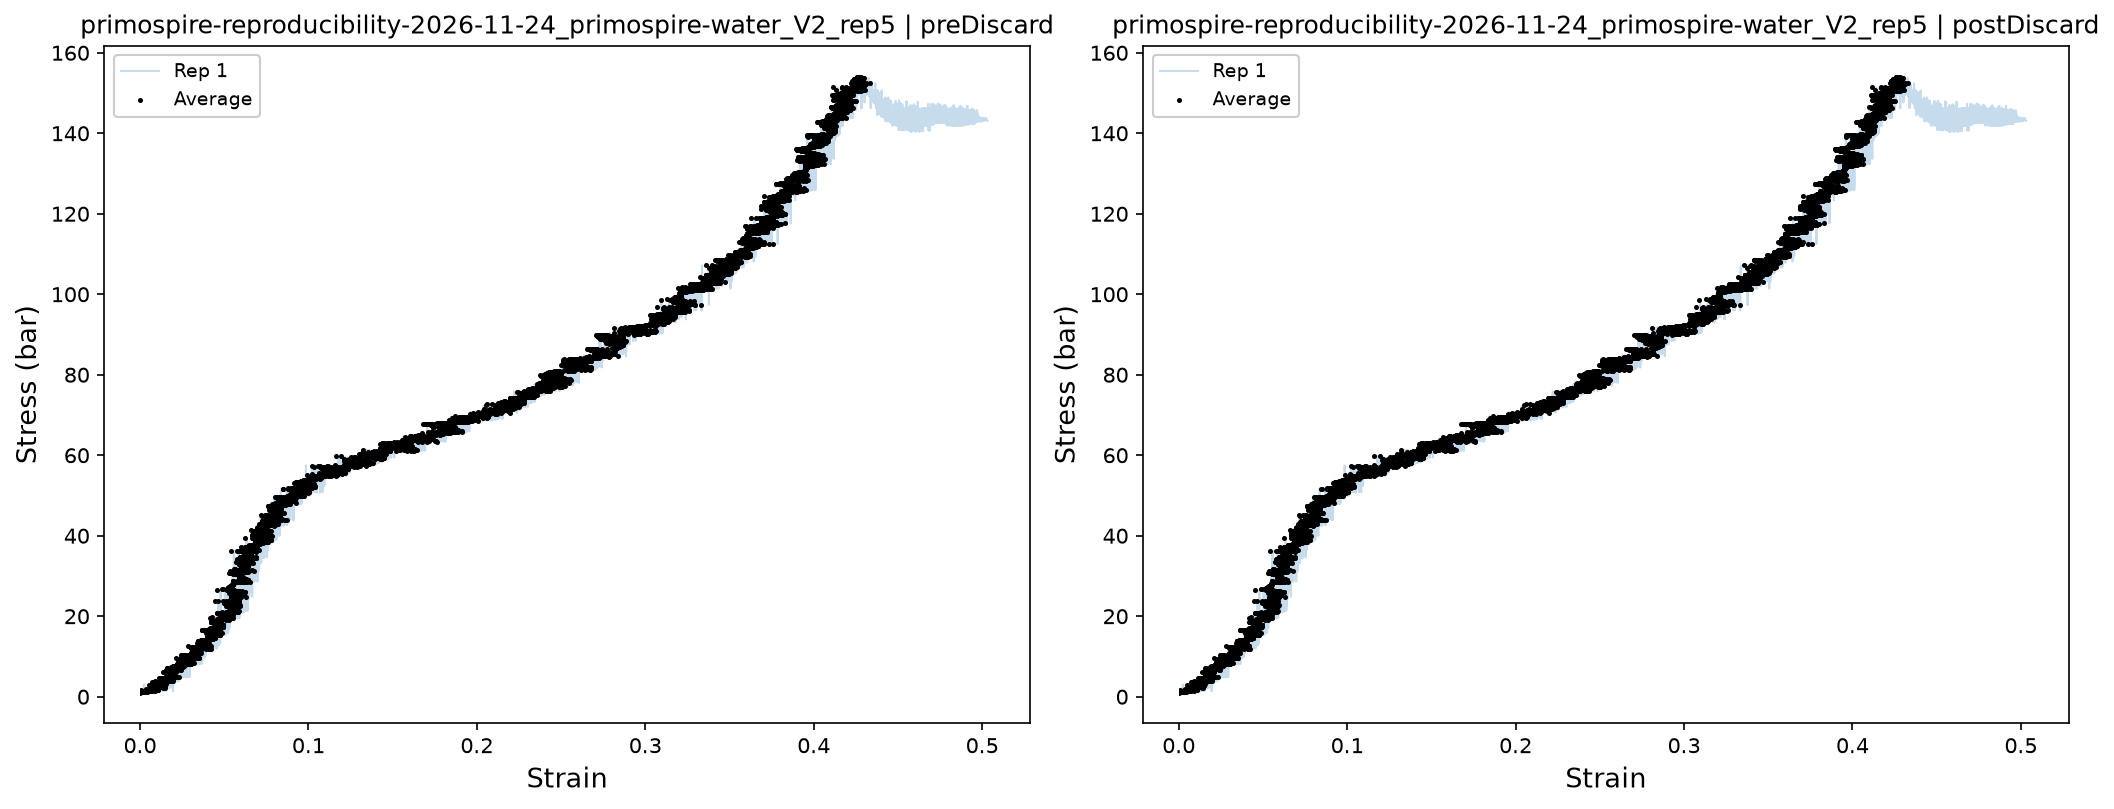 primospire-reproducibility-2026-11-24_primospire-water_V2_rep5 | preDiscard
Rep 1
Average
160
140
120
100
80
60
40
20
0
Stress (bar)
0.0 0.1 0.2 0.3 0.4 0.5
Strain
primospire-reproducibility-2026-11-24_primospire-water_V2_rep5 | postDiscard
Rep 1
Average
160
140
120
100
80
60
40
20
0
Stress (bar)
0.0 0.1 0.2 0.3 0.4 0.5
Strain